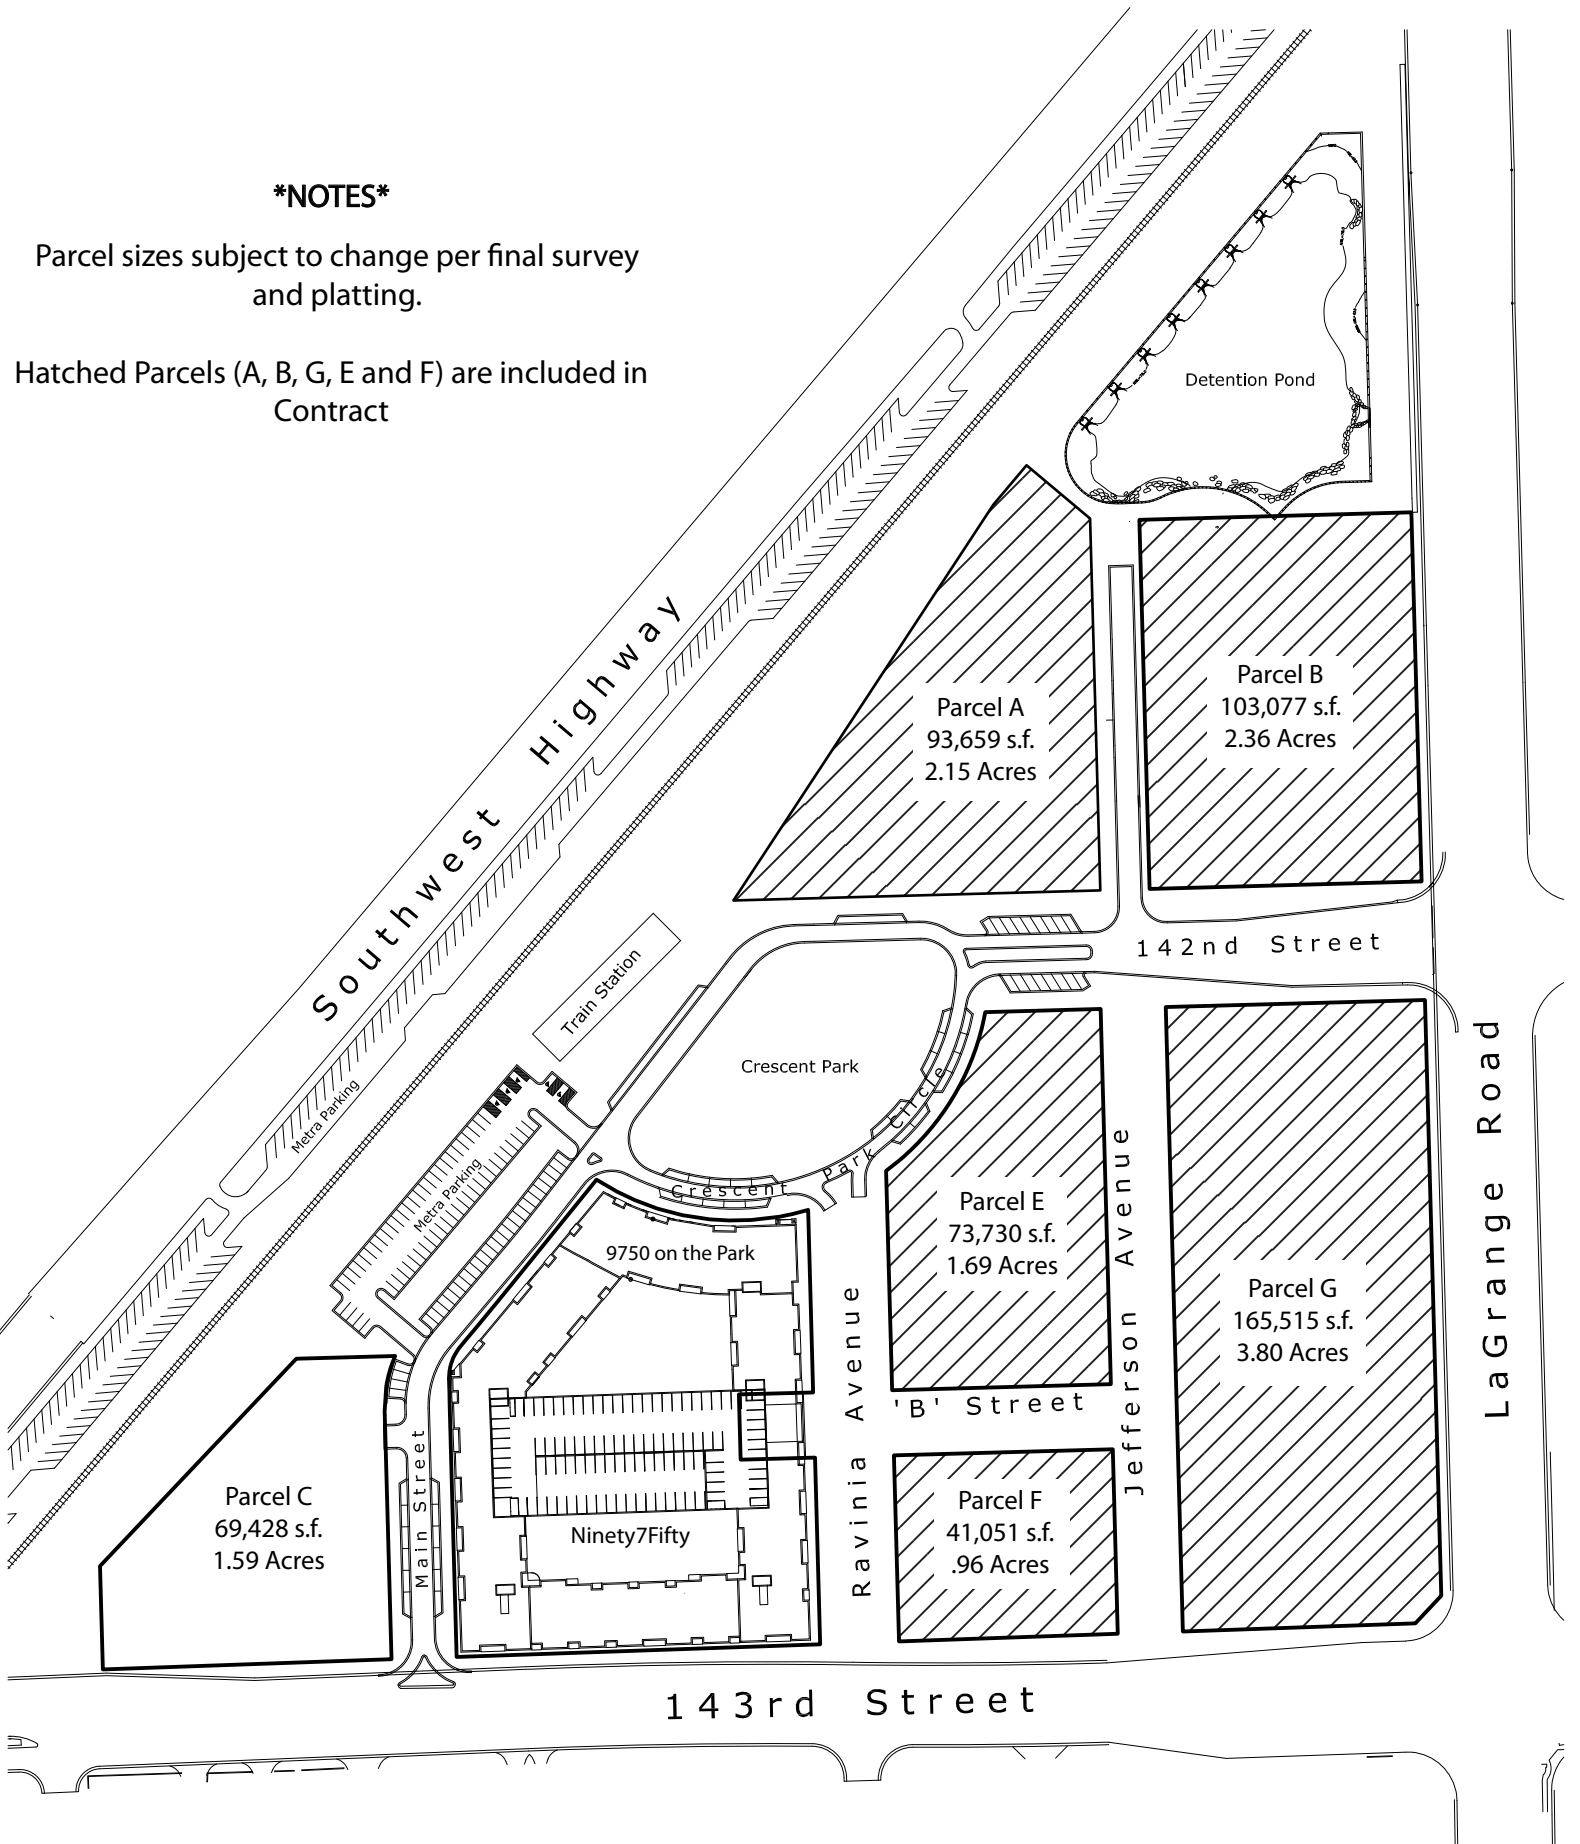 *NOTES*
Parcel sizes subject to change per final survey
and platting.
Hatched Parcels (A, B, G, E and F) are included in
Contract
Detention Pond
Southwest Highway
Parcel A
93,659 s.f.
2.15 Acres
Parcel B
103,077 s.f.
2.36 Acres
142nd Street
Train Station
Metra Parking
Metra Parking
Crescent Park
Crescent Park Circle
LaGrange Road
Parcel E
73,730 s.f.
1.69 Acres
Jefferson Avenue
Parcel G
165,515 s.f.
3.80 Acres
9750 on the Park
Ravinia Avenue
'B' Street
Parcel C
69,428 s.f.
1.59 Acres
Main Street
Ninety7Fifty
Parcel F
41,051 s.f.
.96 Acres
143rd Street